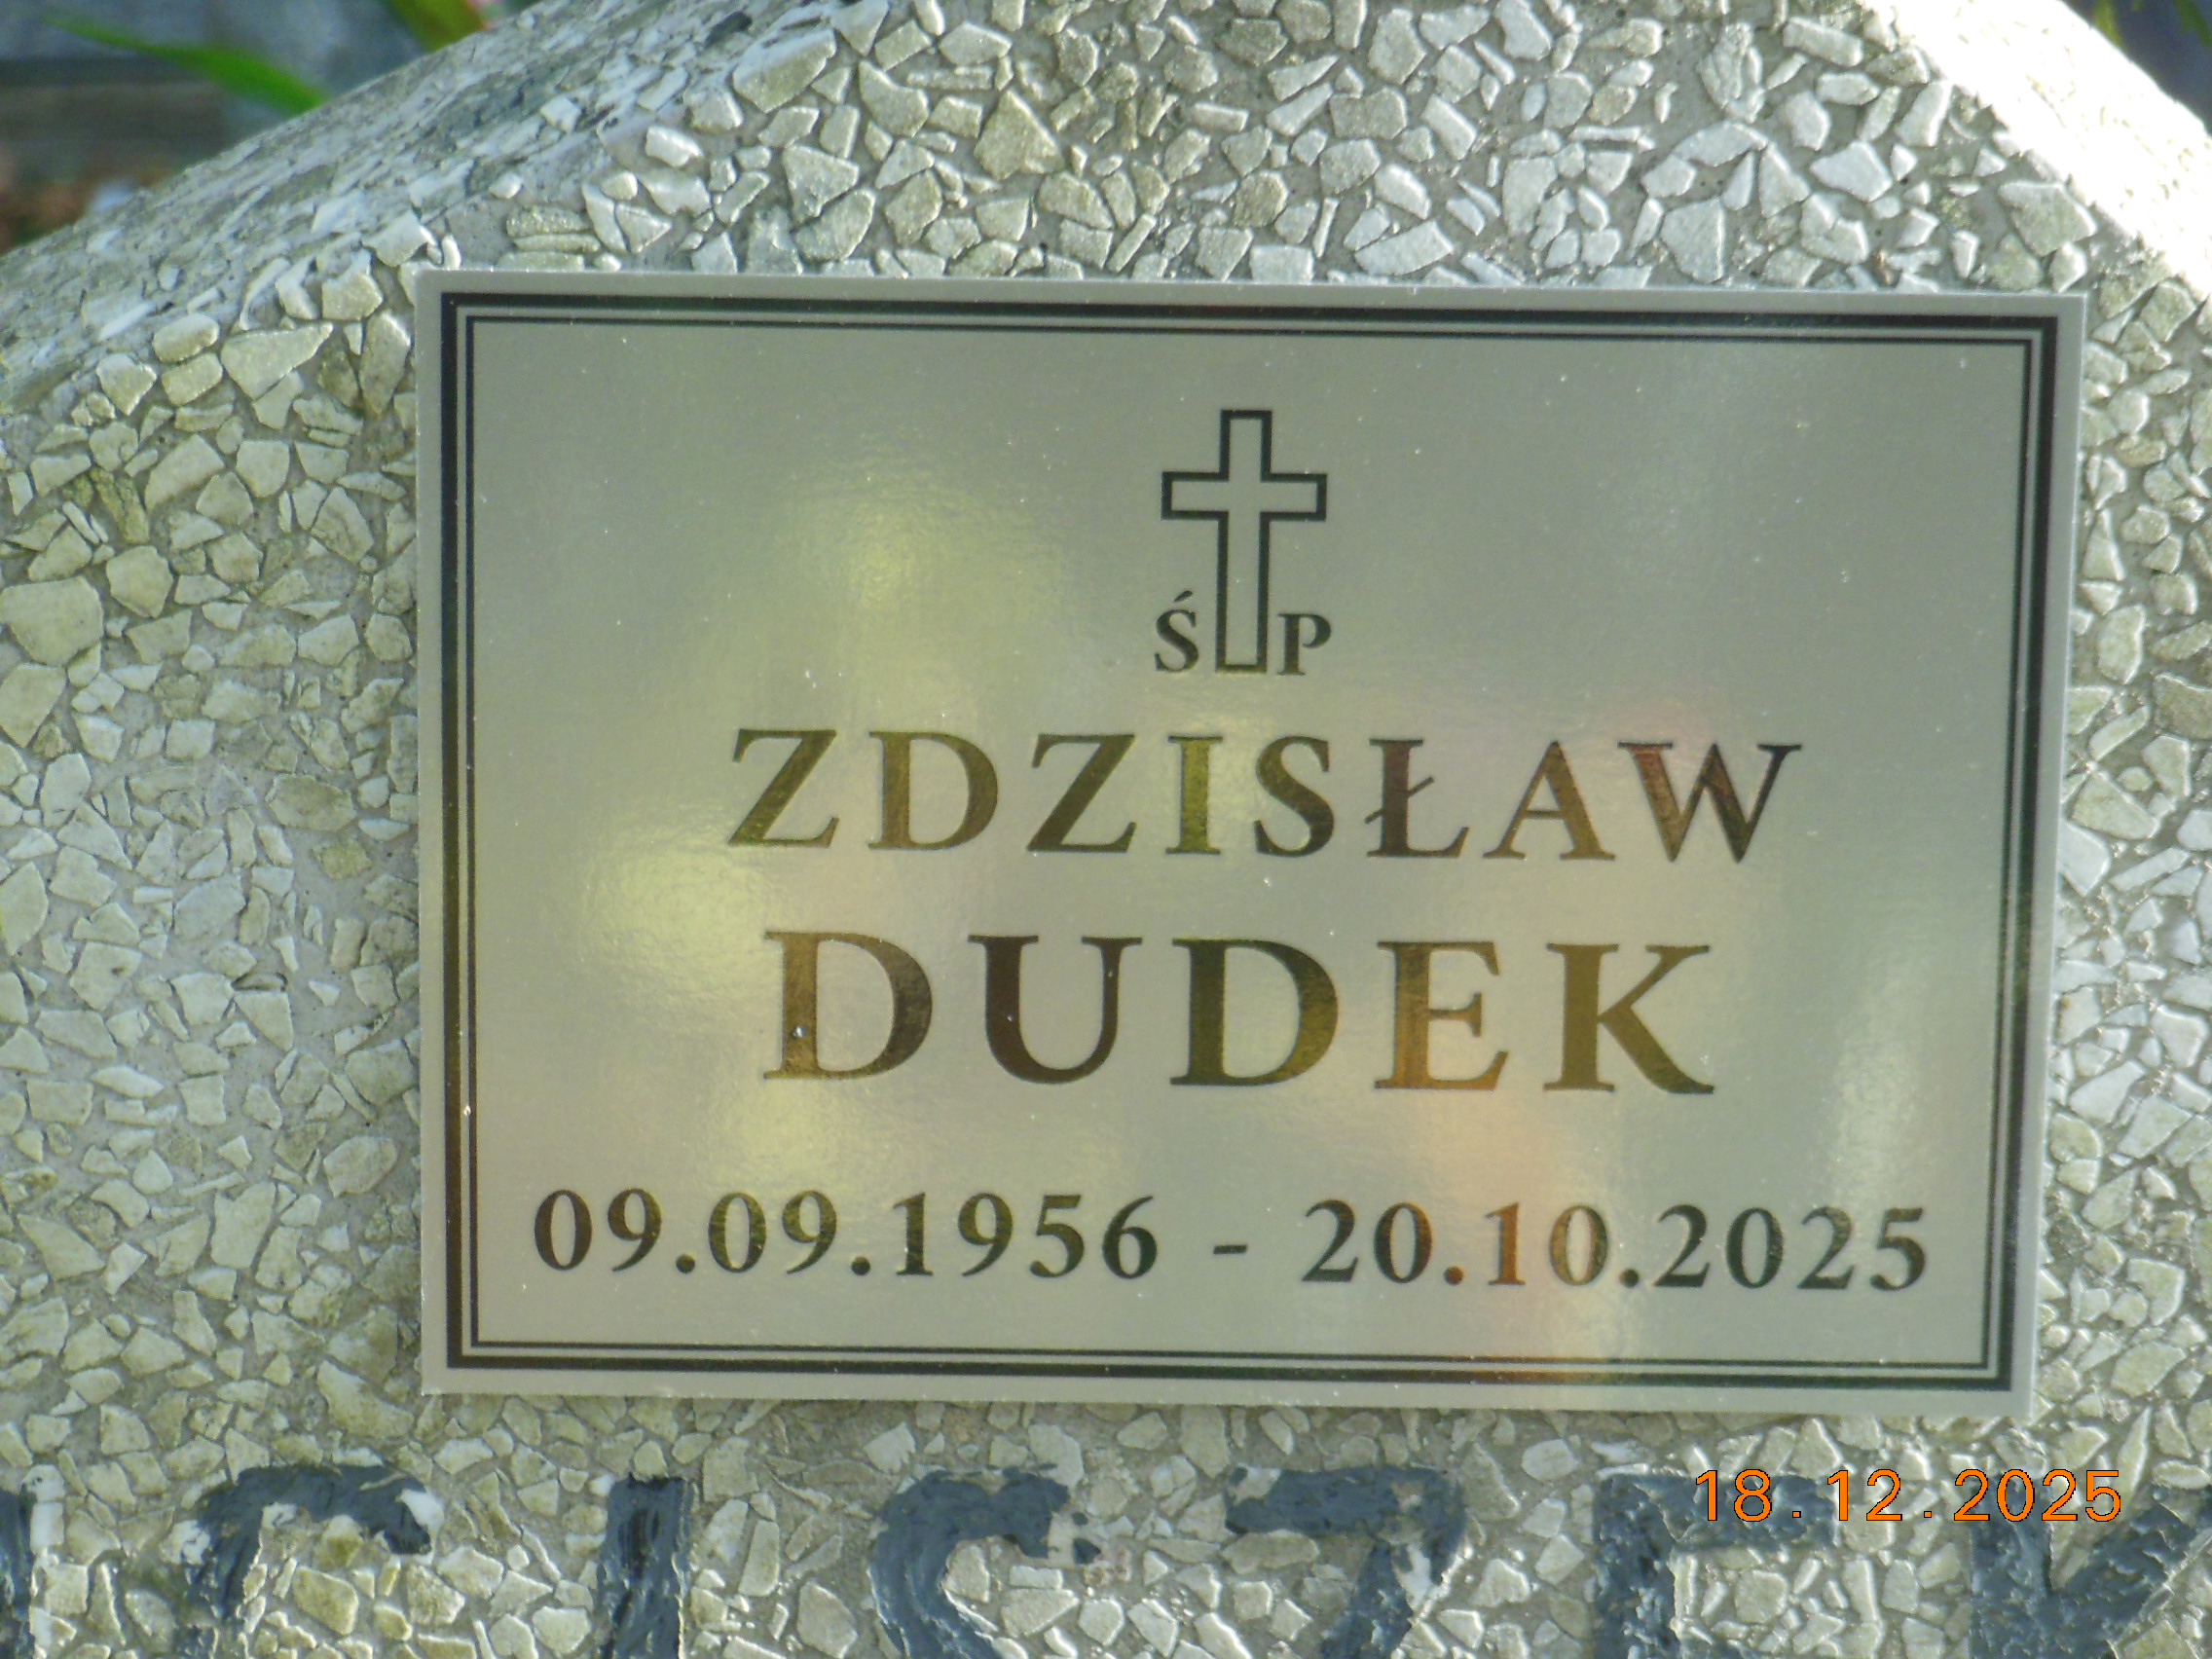 Ś P
ZDZISŁAW
DUDEK
09.09.1956 - 20.10.2025
18.12.2025